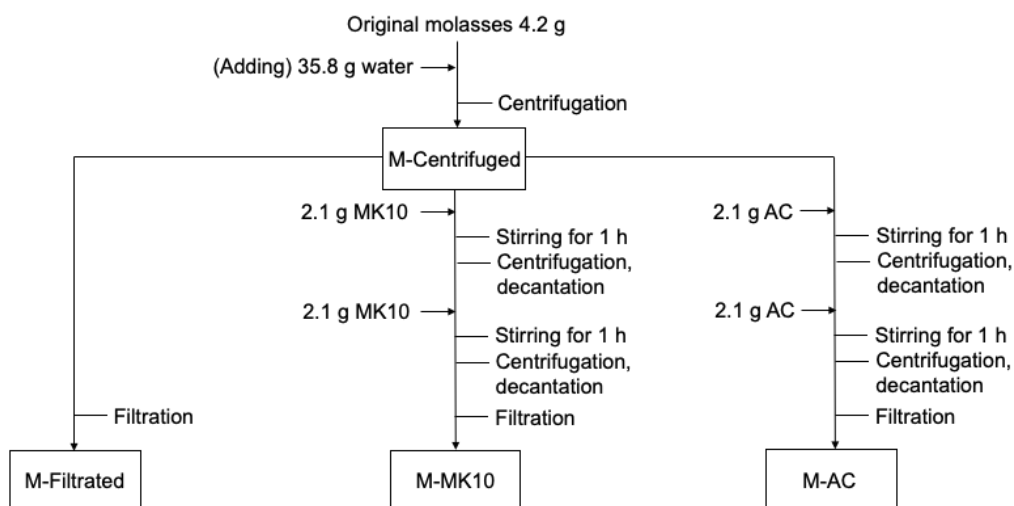 Original molasses 4.2 g
(Adding) 35.8 g water
Centrifugation
M-Centrifuged
2.1 g MK10
2.1 g AC
Stirring for 1 h
Centrifugation,
decantation
Stirring for 1 h
Centrifugation,
decantation
2.1 g MK10
2.1 g AC
Stirring for 1 h
Centrifugation,
decantation
Stirring for 1 h
Centrifugation,
decantation
Filtration
Filtration
Filtration
M-Filtrated
M-MK10
M-AC